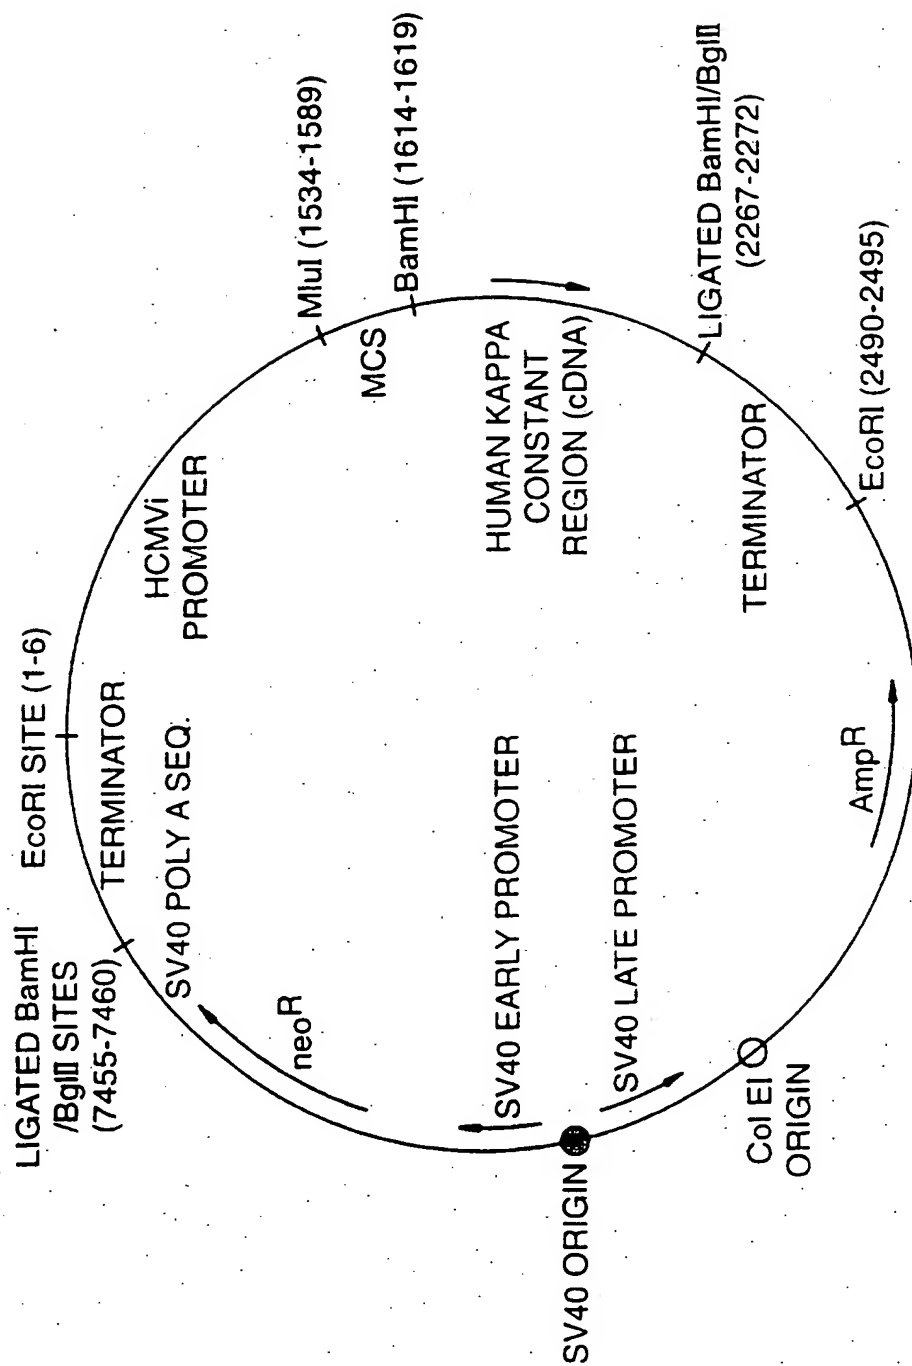 EcoRI SITE (1-6)
LIGATED BamHI
/BglII SITES
(7455-7460)
TERMINATOR
SV40 POLY A SEQ.
neoR
HCMVi
PROMOTER
MluI (1534-1589)
MCS
BamHI (1614-1619)
HUMAN KAPPA
CONSTANT
REGION (cDNA)
LIGATED BamHI/BglII
(2267-2272)
TERMINATOR
EcoRI (2490-2495)
SV40 EARLY PROMOTER
SV40 ORIGIN
SV40 LATE PROMOTER
Col EI
ORIGIN
AmpR